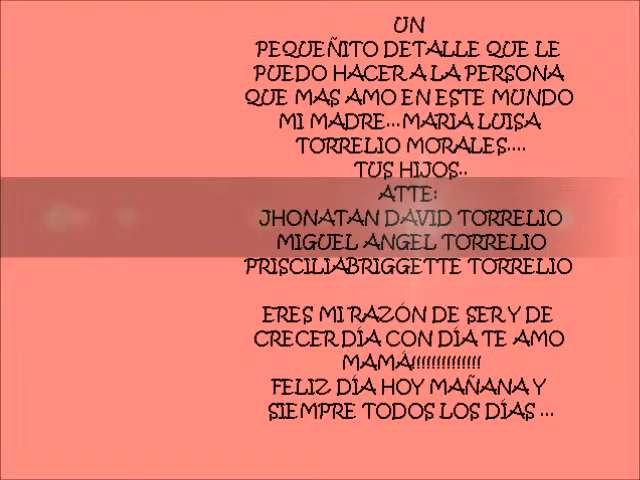 UN
PEQUEÑITO DETALLE QUE LE
PUEDO HACER A LA PERSONA
QUE MAS AMO EN ESTE MUNDO
MI MADRE...MARIA LUISA
TORRELIO MORALES....
TUS HIJOS..
ATTE:
JHONATAN DAVID TORRELIO
MIGUEL ANGEL TORRELIO
PRISCILIABRIGGETTE TORRELIO
ERES MI RAZÓN DE SER Y DE
CRECER DÍA CON DÍA TE AMO
MAMÁ!!!!!!!!!!!!!!
FELIZ DÍA HOY MAÑANA Y
SIEMPRE TODOS LOS DÍAS ...